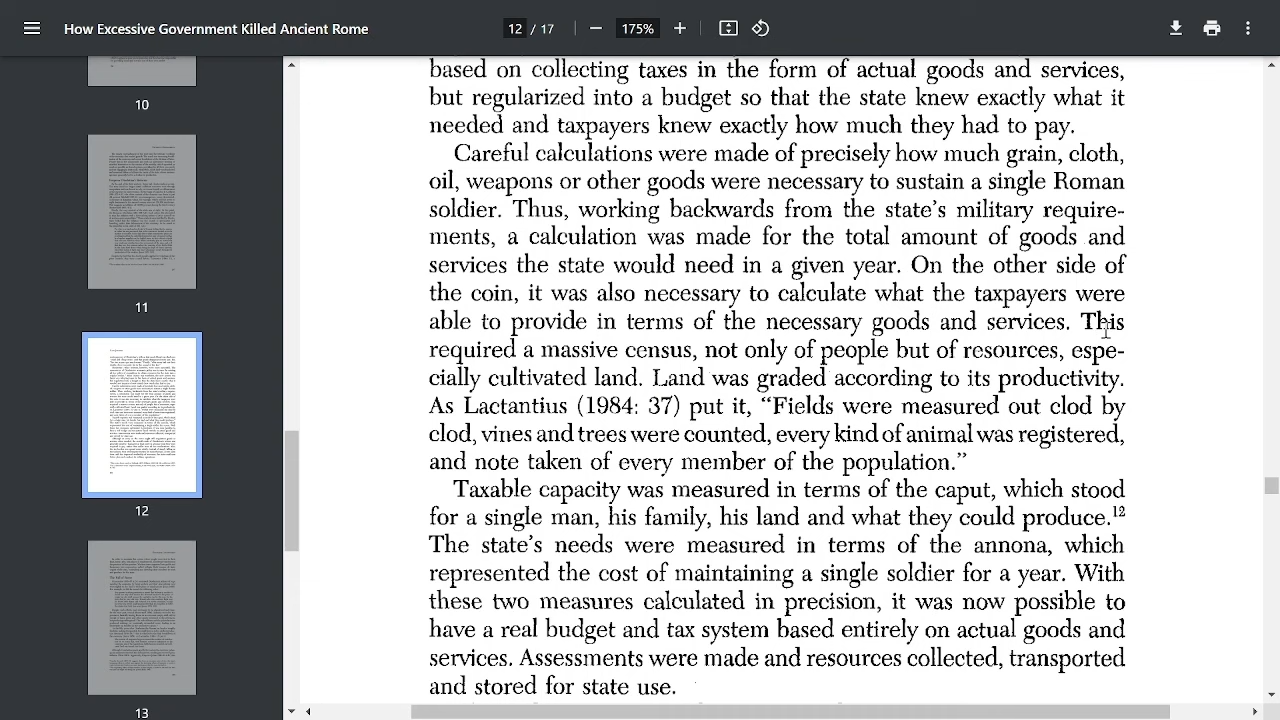 How Excessive Government Killed Ancient Rome
12 / 17
175%
10
11
12
13
based on collecting taxes in the form of actual goods and services,
but regularized into a budget so that the state knew exactly what it
needed and taxpayers knew exactly how much they had to pay.
Careful calculations were made of precisely how much grain, cloth,
oil, weapons or other goods were necessary to sustain a single Roman
soldier. Thus, working backwards from the state's military require-
ments, a calculation was made for the total amount of goods and
services the state would need in a given year. On the other side of
the coin, it was also necessary to calculate what the taxpayers were
able to provide in terms of the necessary goods and services. This
required a massive census, not only of people but of resources, espe-
cially cultivated land. Land was graded according to its productivity.
As Lactantius (1984: 37) put it, “Fields were measured out clod by
clod, vines and trees were counted, every kind of animal was registered,
and note taken of every member of the population.”
Taxable capacity was measured in terms of the caput, which stood
for a single man, his family, his land and what they could produce.12
The state's needs were measured in terms of the annona, which
represented the cost of maintaining a single soldier for a year. With
these two measures calculated in precision, it was now possible to
have a real budget and tax system based entirely on actual goods and
services. Assessments were made and resources collected, transported
and stored for state use.